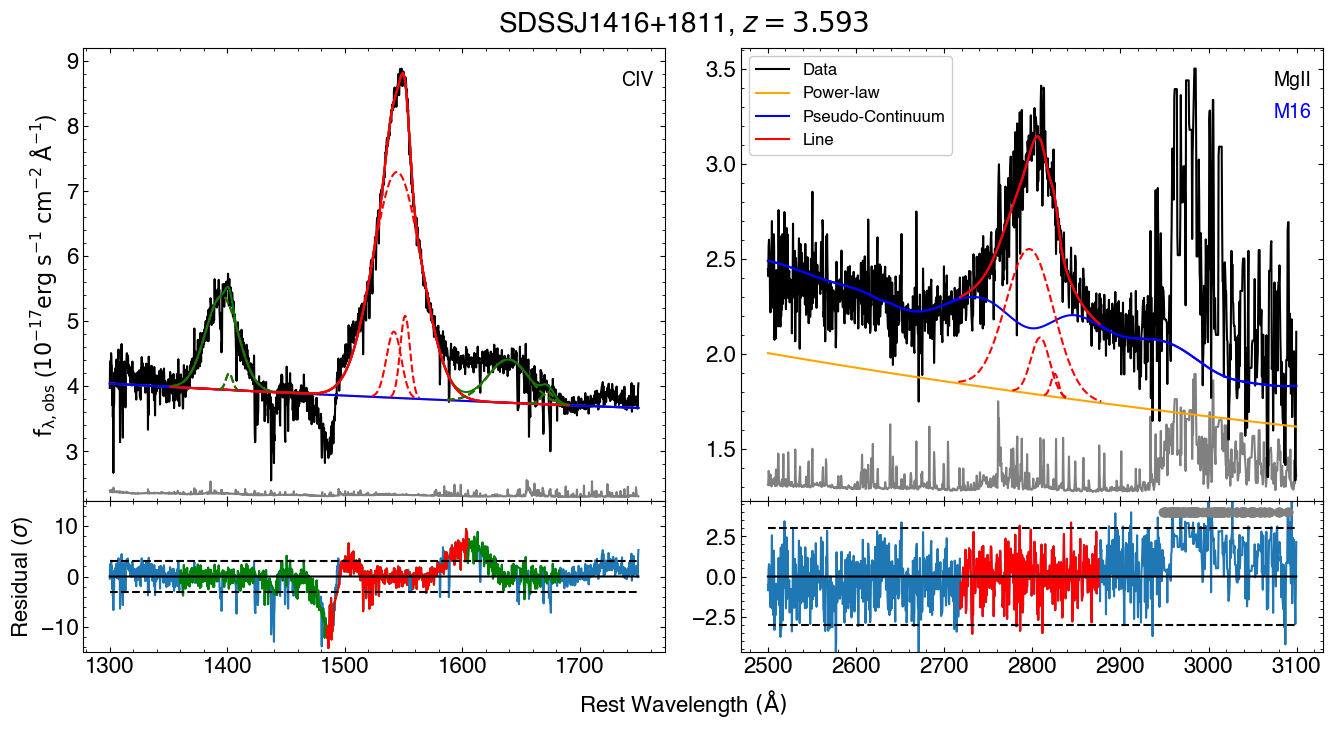 SDSSJ1416+1811, z = 3.593
CIV
MgII
M16
Data
Power-law
Pseudo-Continuum
Line
f_λ, obs (10⁻¹⁷erg s⁻¹ cm⁻² Å⁻¹)
9
8
7
6
5
4
3
3.5
3.0
2.5
2.0
1.5
Residual (σ)
10
0
−10
2.5
0.0
−2.5
1300
1400
1500
1600
1700
2500
2600
2700
2800
2900
3000
3100
Rest Wavelength (Å)